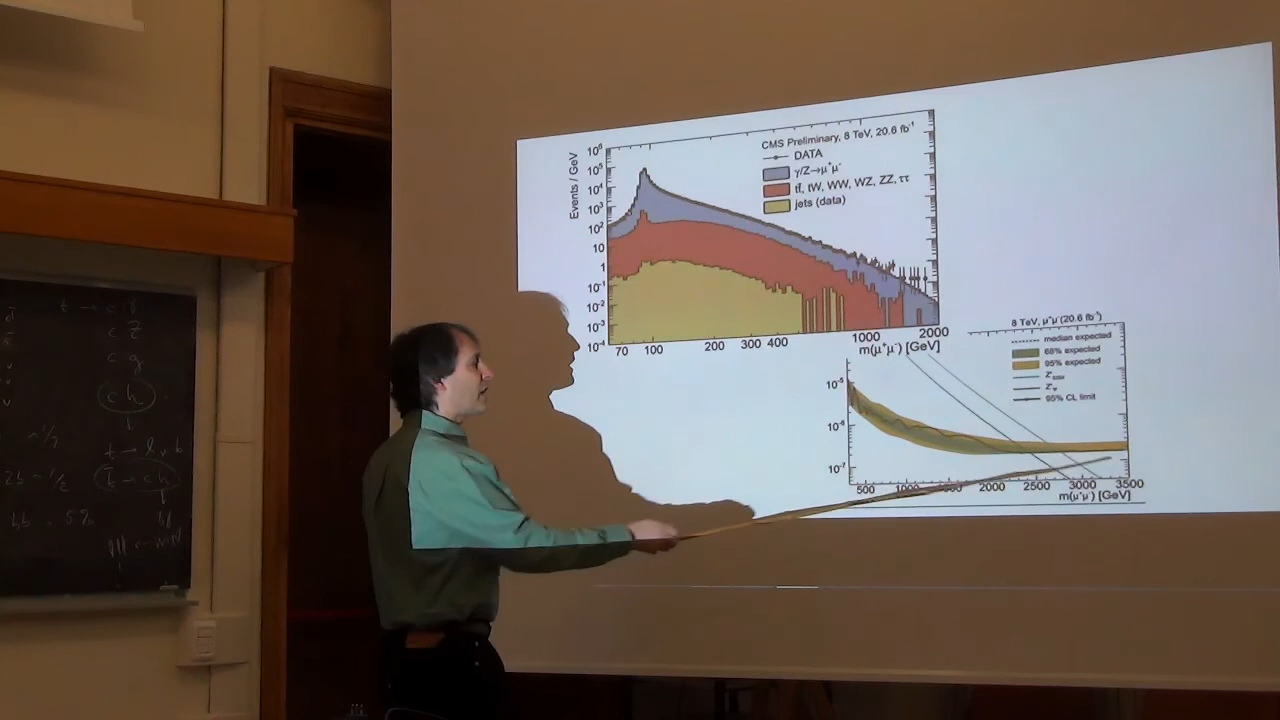 CMS Preliminary, 8 TeV, 20.6 fb⁻¹
DATA
γ/Z→μ⁺μ⁻
tt̄, tW, WW, WZ, ZZ, ττ
jets (data)
Events / GeV
10⁶
10⁵
10⁴
10³
10²
10
1
10⁻¹
10⁻²
10⁻³
10⁻⁴
70 100 200 300 400 1000 2000
m(μ⁺μ⁻) [GeV]
8 TeV, μ⁺μ⁻ (20.6 fb⁻¹)
median expected
68% expected
95% expected
95% CL limit
10⁻⁵
10⁻⁶
10⁻⁷
500 1000 2000 2500 3000 3500
m(μ⁺μ⁻) [GeV]
c Z
c g
c h
5%